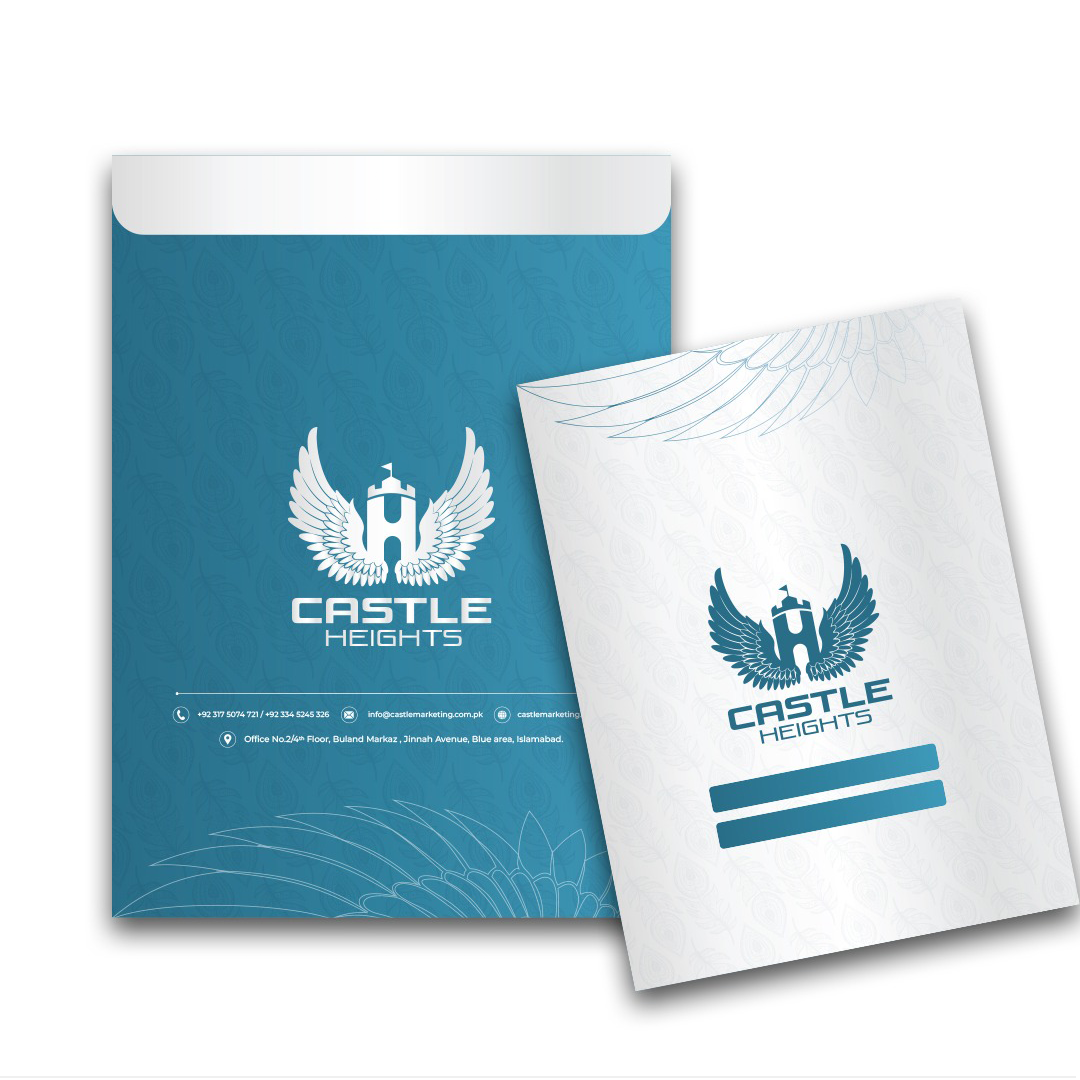 CASTLE
HEIGHTS
+92 317 5074 721 / +92 334 5245 326 info@castlemarketing.com.pk castlemarketing.
Office No.2/4th Floor, Buland Markaz , Jinnah Avenue, Blue area, Islamabad.
CASTLE
HEIGHTS